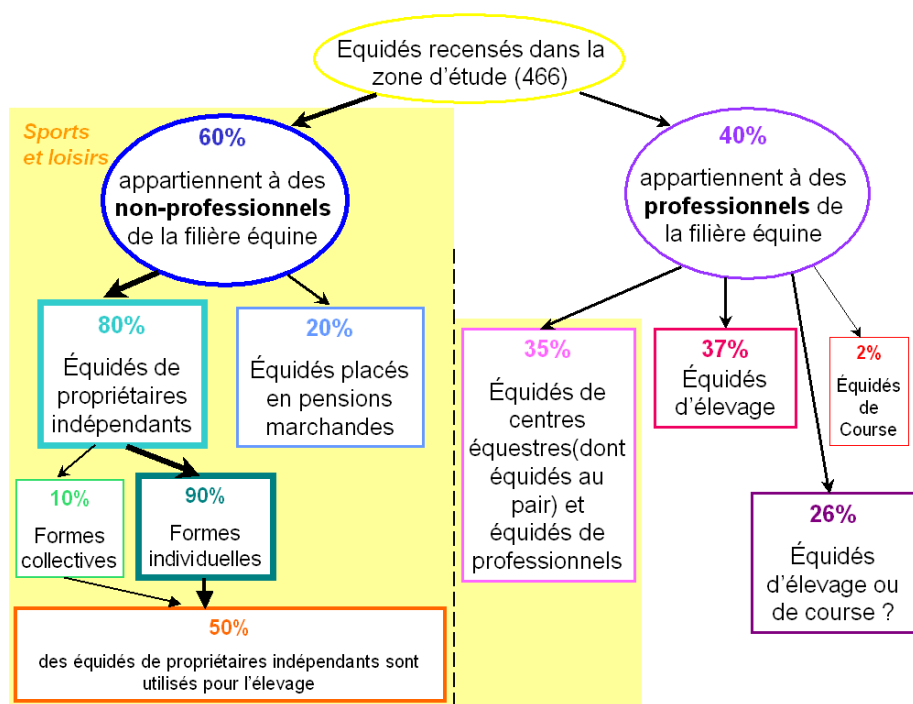 Equidés recensés dans la
zone d'étude (466)
Sports
et loisirs
60%
appartiennent à des
non-professionnels
de la filière équine
40%
appartiennent à des
professionnels de
la filière équine
80%
Équidés de
propriétaires
indépendants
20%
Équidés placés
en pensions
marchandes
35%
Équidés de
centres
équestres(dont
équidés au
pair) et
équidés de
professionnels
37%
Équidés
d'élevage
2%
Équidés
de
Course
10%
Formes
collectives
90%
Formes
individuelles
26%
Équidés
d'élevage ou
de course ?
50%
des équidés de propriétaires indépendants sont
utilisés pour l'élevage